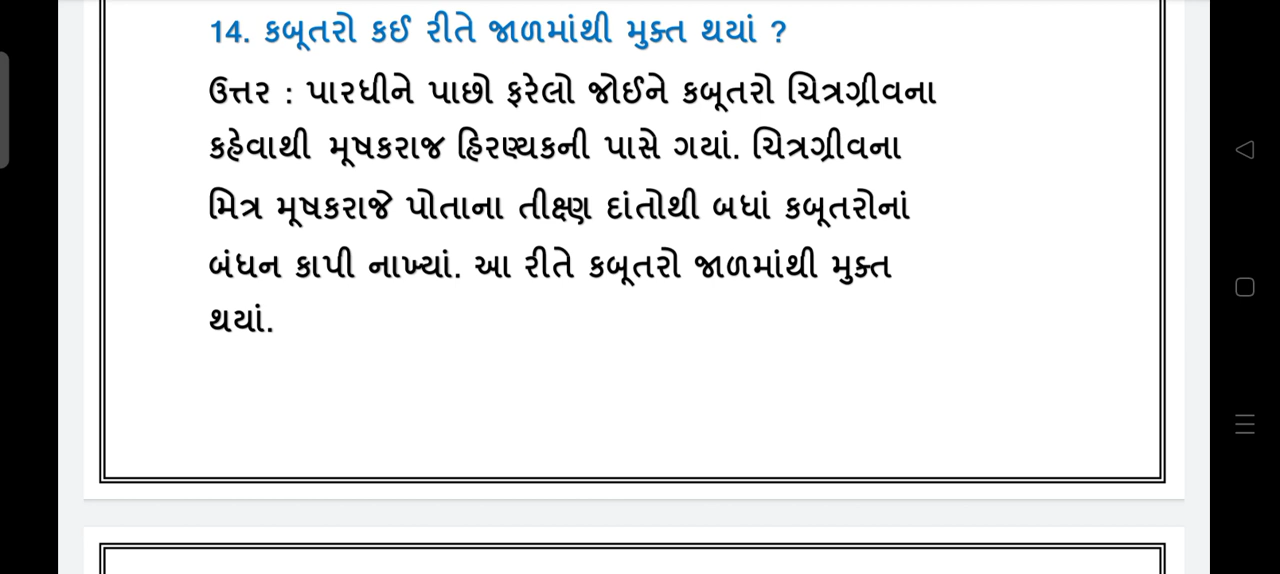 14. કબૂતરો કઈ રીતે જાળમાંથી મુક્ત થયાં ?
ઉત્તર : પારધીને પાછો ફરેલો જોઈને કબૂતરો ચિત્રગ્રીવના
કહેવાથી મૂષકરાજ હિરણ્યકની પાસે ગયાં. ચિત્રગ્રીવના
મિત્ર મૂષકરાજે પોતાના તીક્ષ્ણ દાંતોથી બધાં કબૂતરોનાં
બંધન કાપી નાખ્યાં. આ રીતે કબૂતરો જાળમાંથી મુક્ત
થયાં.